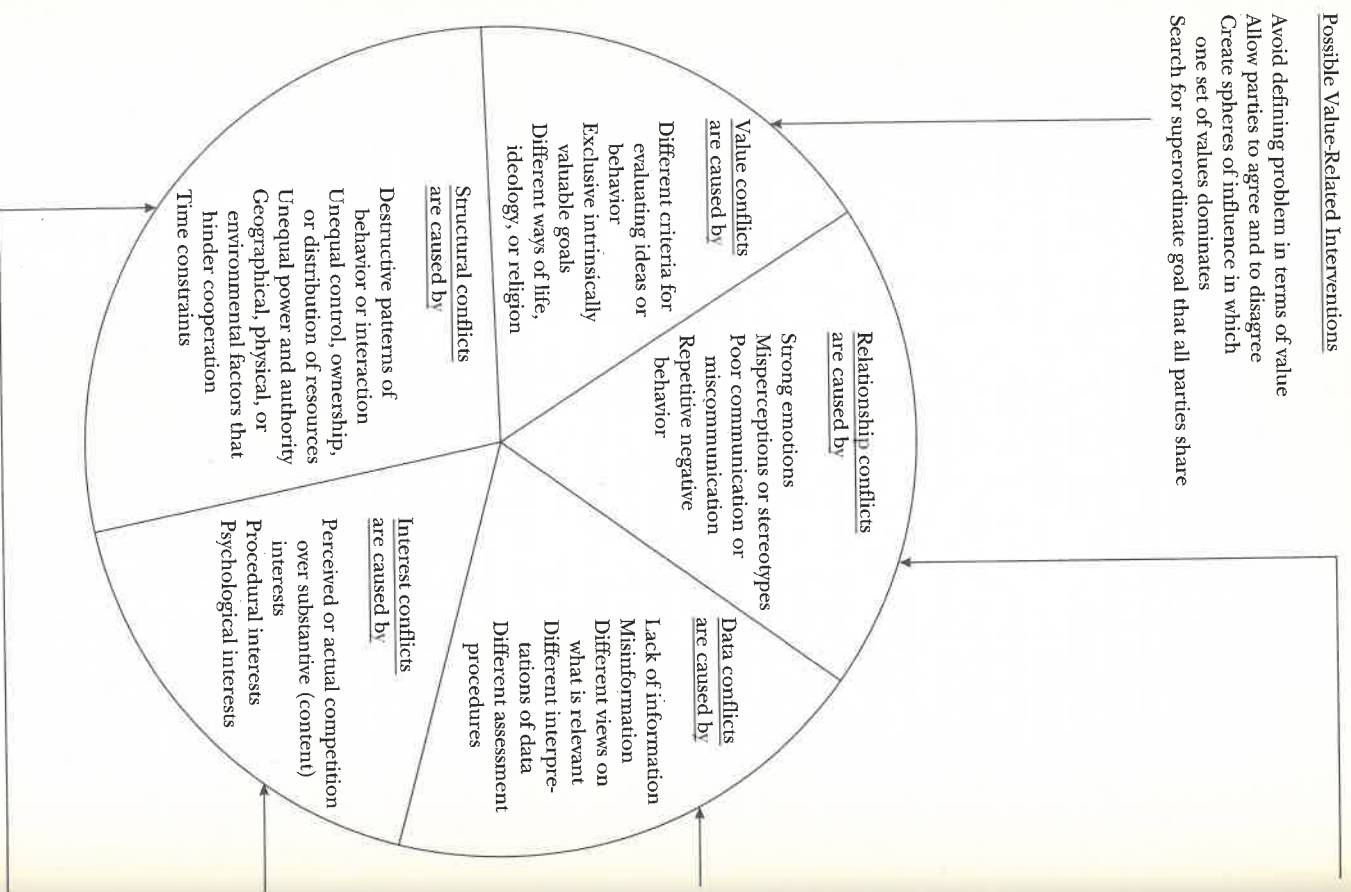 Possible Value-Related Interventions
Avoid defining problem in terms of value
Allow parties to agree and to disagree
Create spheres of influence in which
one set of values dominates
Search for superordinate goal that all parties share
Value conflicts
are caused by
Different criteria for
evaluating ideas or
behavior
Exclusive intrinsically
valuable goals
Different ways of life,
ideology, or religion
Relationship conflicts
are caused by
Strong emotions
Misperceptions or stereotypes
Poor communication or
miscommunication
Repetitive negative
behavior
Data conflicts
are caused by
Lack of information
Misinformation
Different views on
what is relevant
Different interpre-
tations of data
Different assessment
procedures
Interest conflicts
are caused by
Perceived or actual competition
over substantive (content)
interests
Procedural interests
Psychological interests
Structural conflicts
are caused by
Destructive patterns of
behavior or interaction
Unequal control, ownership,
or distribution of resources
Unequal power and authority
Geographical, physical, or
environmental factors that
hinder cooperation
Time constraints